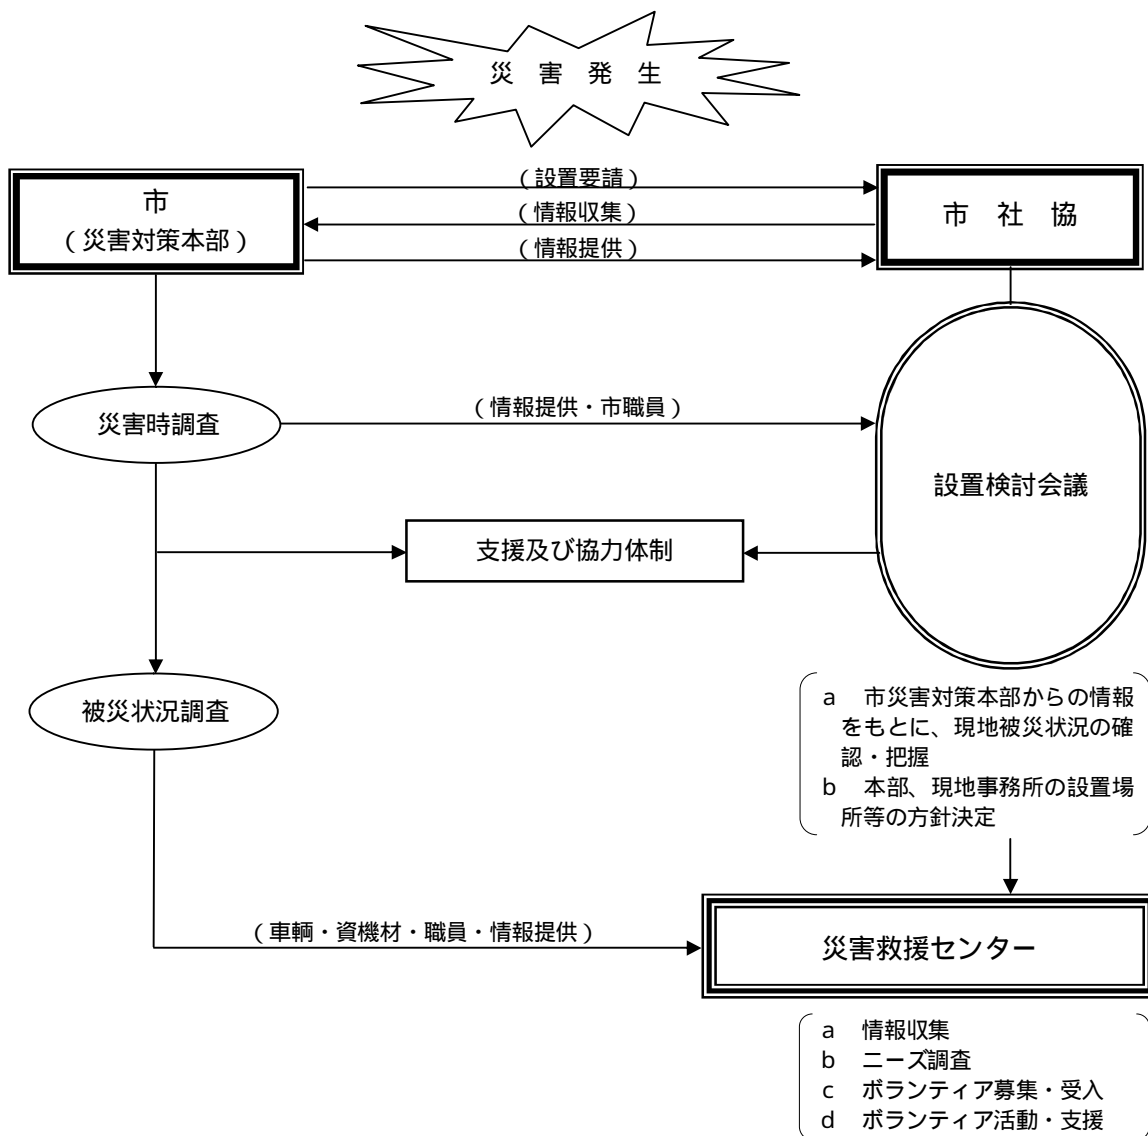 災 害 発 生
市
（災害対策本部）
（設置要請）
（情報収集）
（情報提供）
市 社 協
災害時調査
（情報提供・市職員）
設置検討会議
支援及び協力体制
被災状況調査
a 市災害対策本部からの情報
をもとに、現地被災状況の確
認・把握
b 本部、現地事務所の設置場
所等の方針決定
（車輌・資機材・職員・情報提供）
災害救援センター
a 情報収集
b ニーズ調査
c ボランティア募集・受入
d ボランティア活動・支援